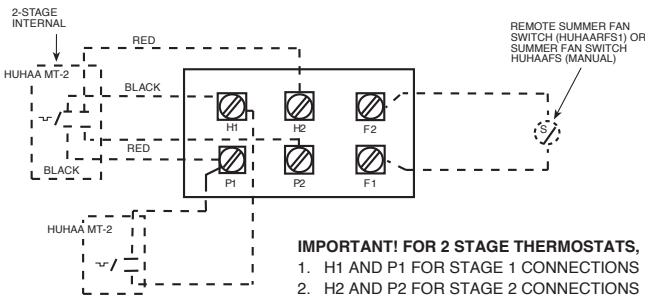 2-STAGE
INTERNAL
HUHAA MT-2
RED
BLACK
RED
BLACK
H1
H2
F2
P1
P2
F1
REMOTE SUMMER FAN
SWITCH (HUHAARFS1) OR
SUMMER FAN SWITCH
HUHAAFS (MANUAL)
S
HUHAA MT-2
IMPORTANT! FOR 2 STAGE THERMOSTATS,
1. H1 AND P1 FOR STAGE 1 CONNECTIONS
2. H2 AND P2 FOR STAGE 2 CONNECTIONS